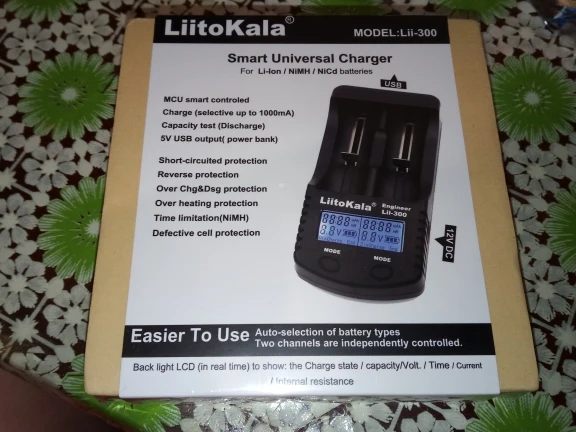 LiitoKala®
MODEL:Lii-300
Smart Universal Charger
For Li-Ion / NiMH / NiCd batteries
USB
MCU smart controled
Charge (selective up to 1000mA)
Capacity test (Discharge)
5V USB output( power bank)
Short-circuited protection
Reverse protection
Over Chg&Dsg protection
Over heating protection
Time limitation(NiMH)
Defective cell protection
LiitoKala® Engineer
Lii-300
MODE MODE
12V DC
Easier To Use
Auto-selection of battery types
Two channels are independently controlled.
Back light LCD (in real time) to show: the Charge state / capacity/Volt. / Time / Current
/ Internal resistance